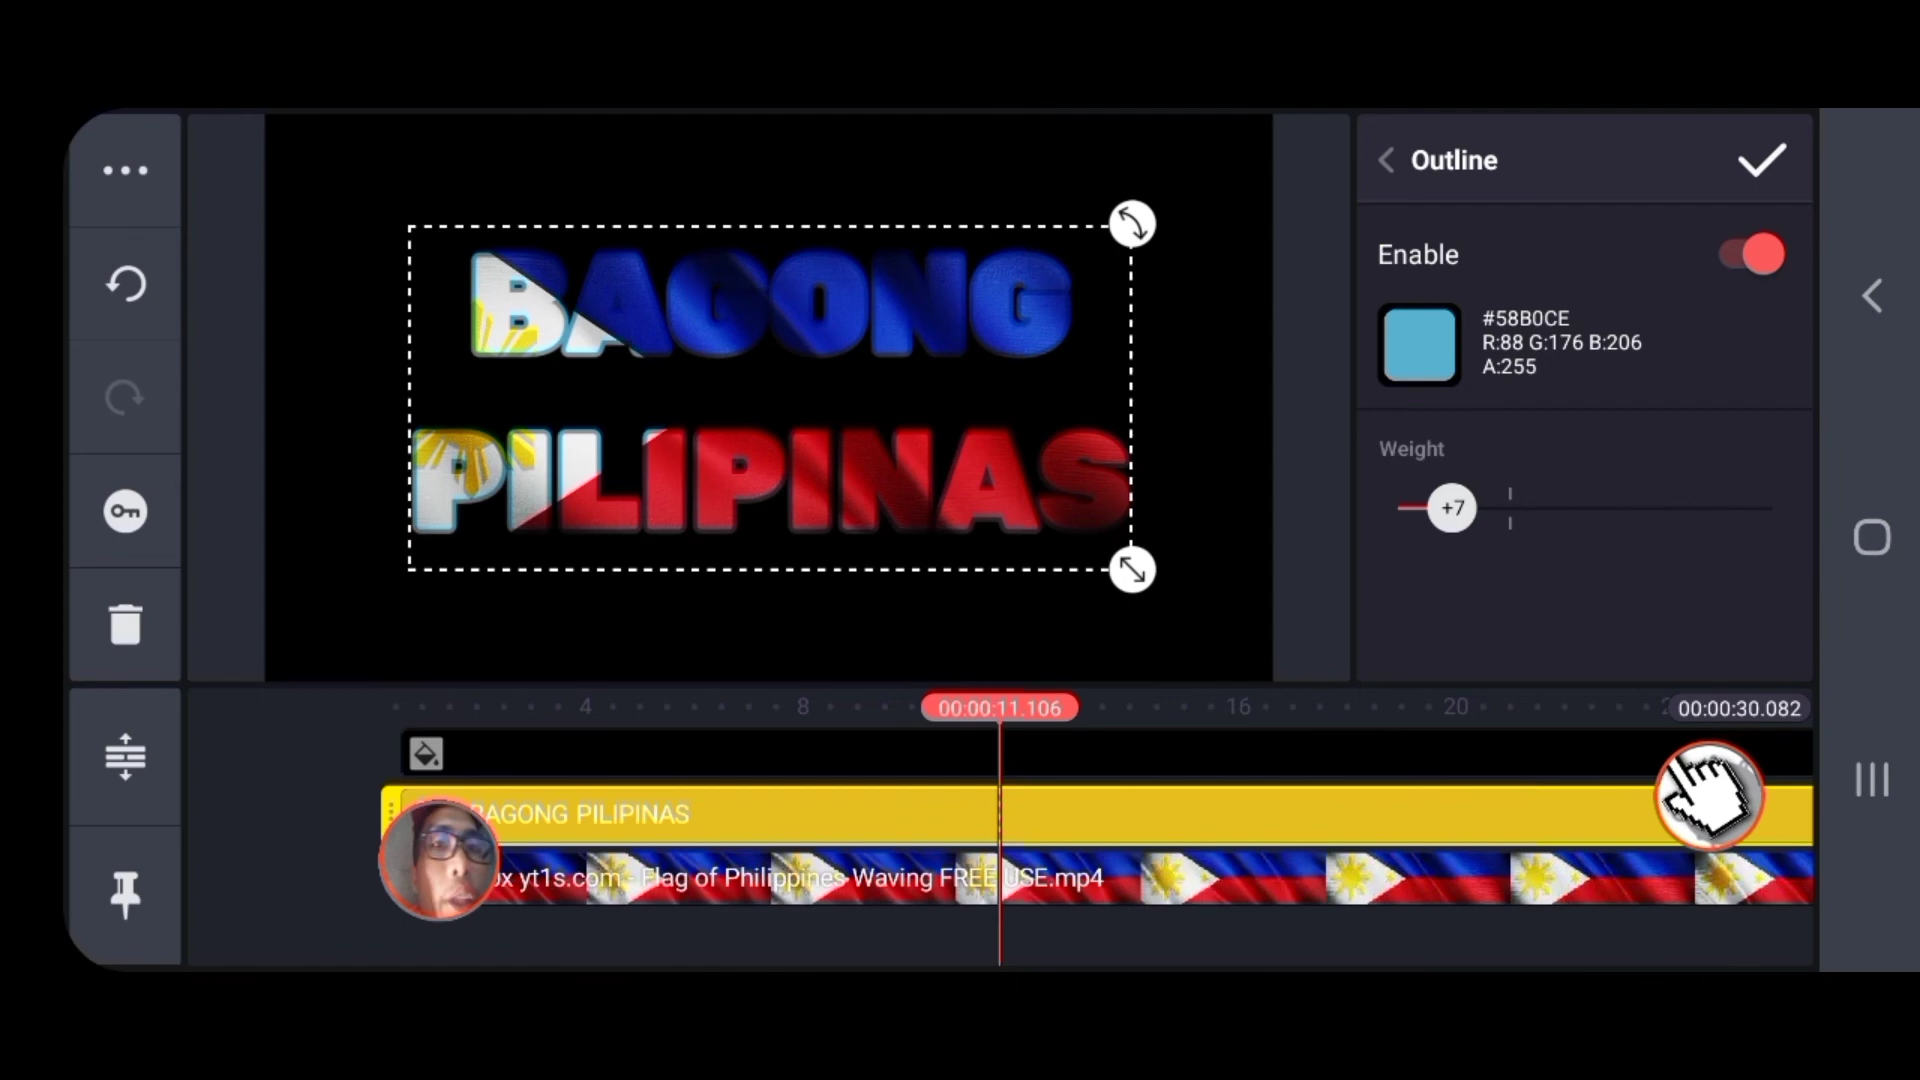 Outline
BAGONG
PILIPINAS
Enable
#58B0CE
R:88 G:176 B:206
A:255
Weight
+7
4 8 00:00:11.106 16 20 00:00:30.082
BAGONG PILIPINAS
yt1s.com - Flag of Philippines Waving FREE USE.mp4